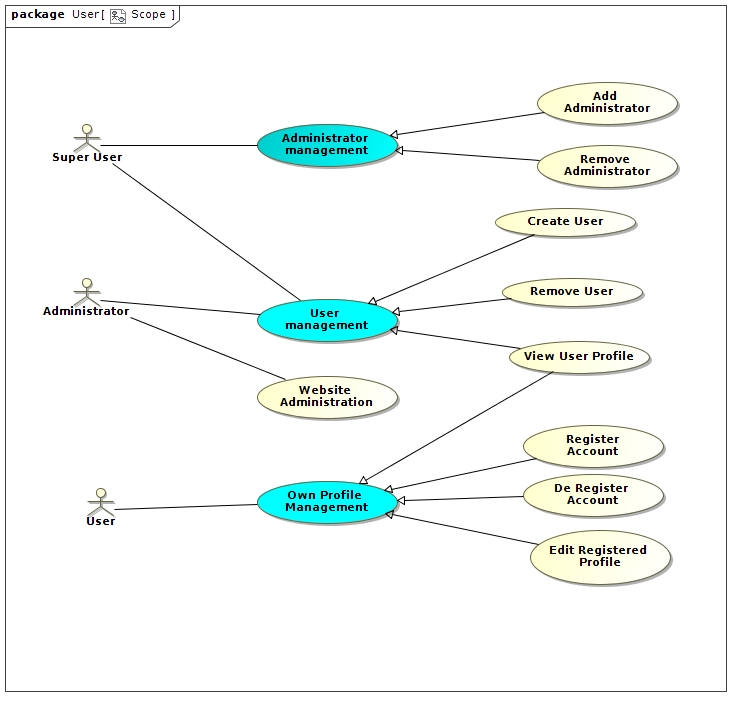 package User[ Scope ]
Add
Administrator
Administrator
management
Super User
Remove
Administrator
Create User
Remove User
Administrator
User
management
View User Profile
Website
Administration
Register
Account
De Register
Account
Own Profile
Management
User
Edit Registered
Profile